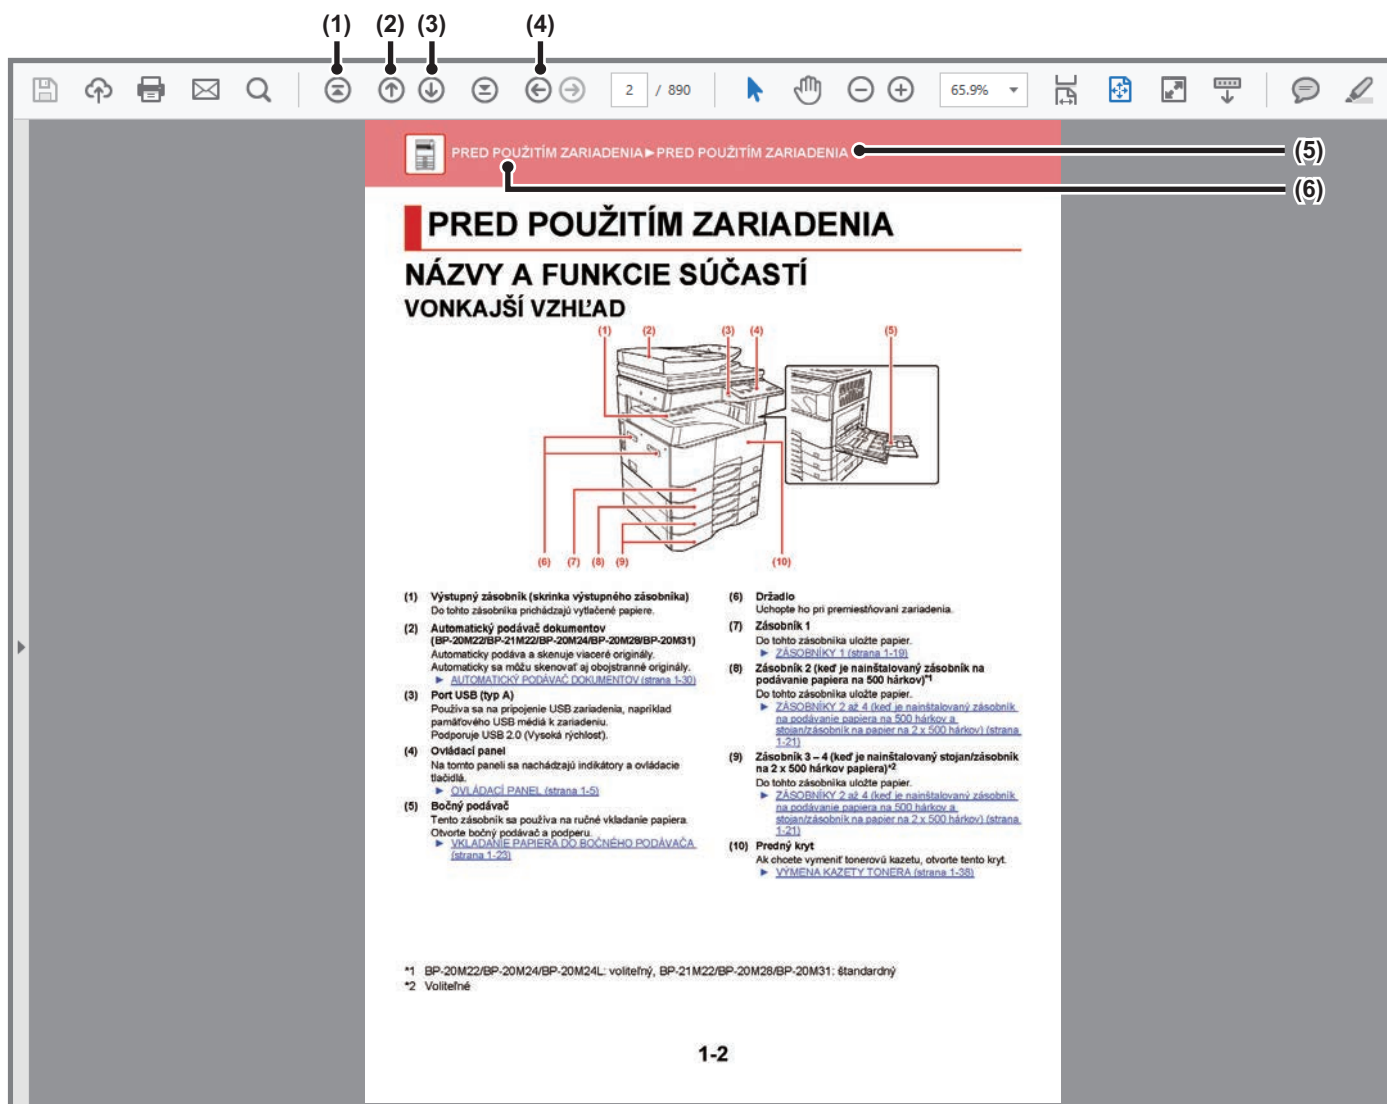 (1) (2) (3) (4)
2 / 890 65.9%
PRED POUŽITÍM ZARIADENIA►PRED POUŽITÍM ZARIADENIA (5)
(6)
PRED POUŽITÍM ZARIADENIA
NÁZVY A FUNKCIE SÚČASTÍ
VONKAJŠÍ VZHĽAD
(1) (2) (3) (4) (5)
(6) (7) (8) (9) (10)
(1) Výstupný zásobník (skrinka výstupného zásobníka)
Do tohto zásobníka prichádzajú vytlačené papiere.
(2) Automatický podávač dokumentov
(BP-20M22/BP-21M22/BP-20M24/BP-20M28/BP-20M31)
Automaticky podáva a skenuje viaceré originály.
Automaticky sa môžu skenovať aj obojstranné originály.
► AUTOMATICKÝ PODÁVAČ DOKUMENTOV (strana 1-30)
(3) Port USB (typ A)
Používa sa na pripojenie USB zariadenia, napríklad
pamäťového USB médiá k zariadeniu.
Podporuje USB 2.0 (Vysoká rýchlosť).
(4) Ovládací panel
Na tomto paneli sa nachádzajú indikátory a ovládacie
tlačidlá.
► OVLÁDACÍ PANEL (strana 1-5)
(5) Bočný podávač
Tento zásobník sa používa na ručné vkladanie papiera.
Otvorte bočný podávač a podperu.
► VKLADANIE PAPIERA DO BOČNÉHO PODÁVAČA
(strana 1-23)
(6) Držadlo
Uchopte ho pri premiestňovaní zariadenia.
(7) Zásobník 1
Do tohto zásobníka uložte papier.
► ZÁSOBNÍKY 1 (strana 1-19)
(8) Zásobník 2 (keď je nainštalovaný zásobník na
podávanie papiera na 500 hárkov)*1
Do tohto zásobníka uložte papier.
► ZÁSOBNÍKY 2 až 4 (keď je nainštalovaný zásobník
na podávanie papiera na 500 hárkov a
stojan/zásobník na papier na 2 x 500 hárkov) (strana
1-21)
(9) Zásobník 3 – 4 (keď je nainštalovaný stojan/zásobník
na 2 x 500 hárkov papiera)*2
Do tohto zásobníka uložte papier.
► ZÁSOBNÍKY 2 až 4 (keď je nainštalovaný zásobník
na podávanie papiera na 500 hárkov a
stojan/zásobník na papier na 2 x 500 hárkov) (strana
1-21)
(10) Predný kryt
Ak chcete vymeniť tonerovú kazetu, otvorte tento kryt.
► VÝMENA KAZETY TONERA (strana 1-38)
*1 BP-20M22/BP-20M24/BP-20M24L: voliteľný, BP-21M22/BP-20M28/BP-20M31: štandardný
*2 Voliteľné
1-2